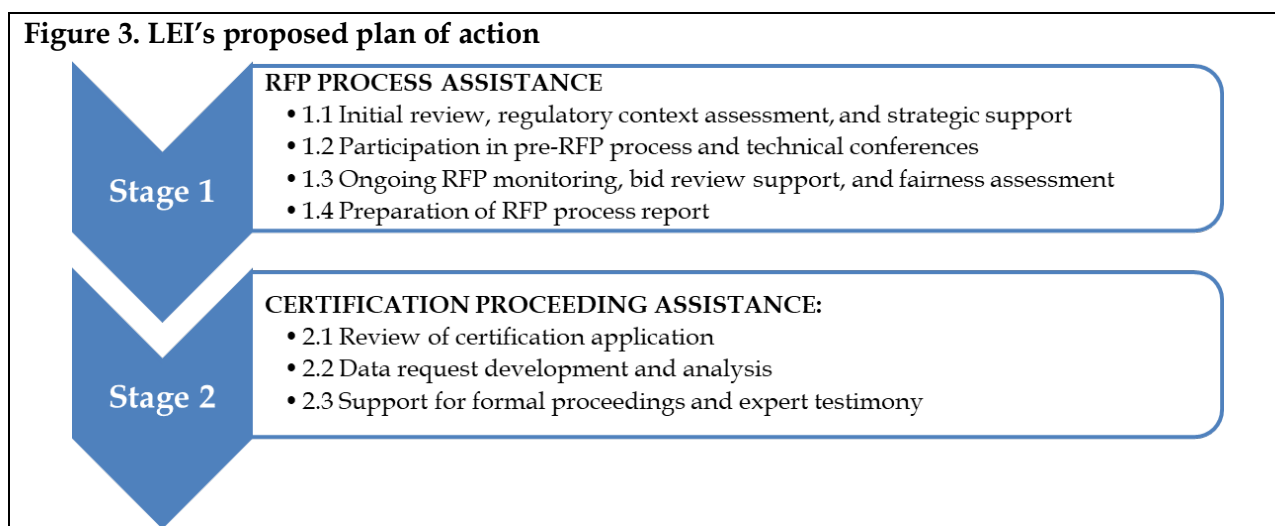 Figure 3. LEI’s proposed plan of action
Stage 1
RFP PROCESS ASSISTANCE
• 1.1 Initial review, regulatory context assessment, and strategic support
• 1.2 Participation in pre-RFP process and technical conferences
• 1.3 Ongoing RFP monitoring, bid review support, and fairness assessment
• 1.4 Preparation of RFP process report
Stage 2
CERTIFICATION PROCEEDING ASSISTANCE:
• 2.1 Review of certification application
• 2.2 Data request development and analysis
• 2.3 Support for formal proceedings and expert testimony